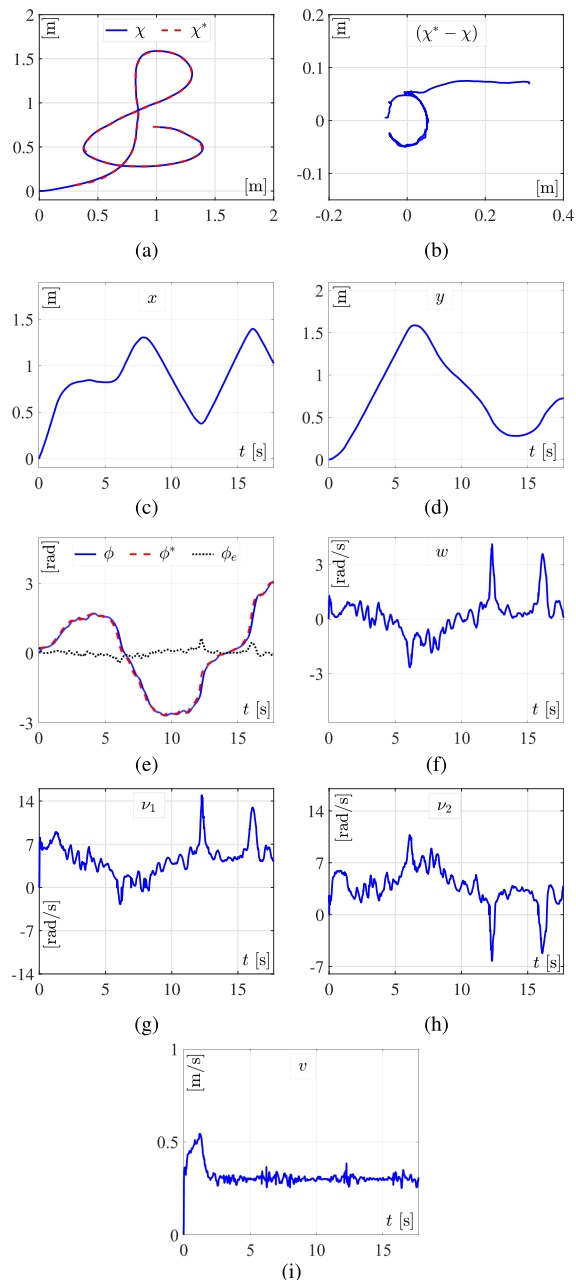 [m]
χ χ*
2
1.5
1
0.5
0
[m]
0 0.5 1 1.5 2
(a)
0.2
[m]
(χ* − χ)
0.1
0
-0.1
[m]
-0.2 0 0.2 0.4
(b)
2
[m]
x
1.5
1
0.5
0
t [s]
0 5 10 15
(c)
2
[m]
y
1.5
1
0.5
0
t [s]
0 5 10 15
(d)
[rad]
ϕ ϕ* ϕₑ
3
0
-3
t [s]
0 5 10 15
(e)
[rad/s]
w
3
0
-3
t [s]
0 5 10 15
(f)
14
ν₁
7
0
-7
-14
[rad/s]
t [s]
0 5 10 15
(g)
[rad/s]
ν₂
14
7
0
-7
t [s]
0 5 10 15
(h)
1
[m/s]
v
0.5
0
t [s]
0 5 10 15
(i)